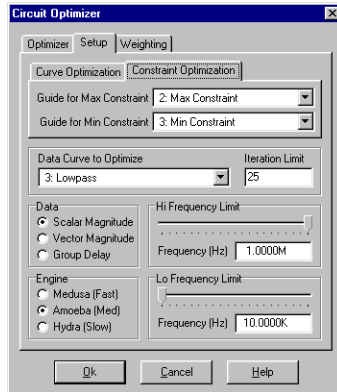 Circuit Optimizer
Optimizer Setup Weighting
Curve Optimization Constraint Optimization
Guide for Max Constraint 2: Max Constraint
Guide for Min Constraint 3: Min Constraint
Data Curve to Optimize Iteration Limit
3: Lowpass 25
Data
Scalar Magnitude
Vector Magnitude
Group Delay
Hi Frequency Limit
Frequency (Hz) 1.0000M
Engine
Medusa (Fast)
Amoeba (Med)
Hydra (Slow)
Lo Frequency Limit
Frequency (Hz) 10.0000K
Ok Cancel Help